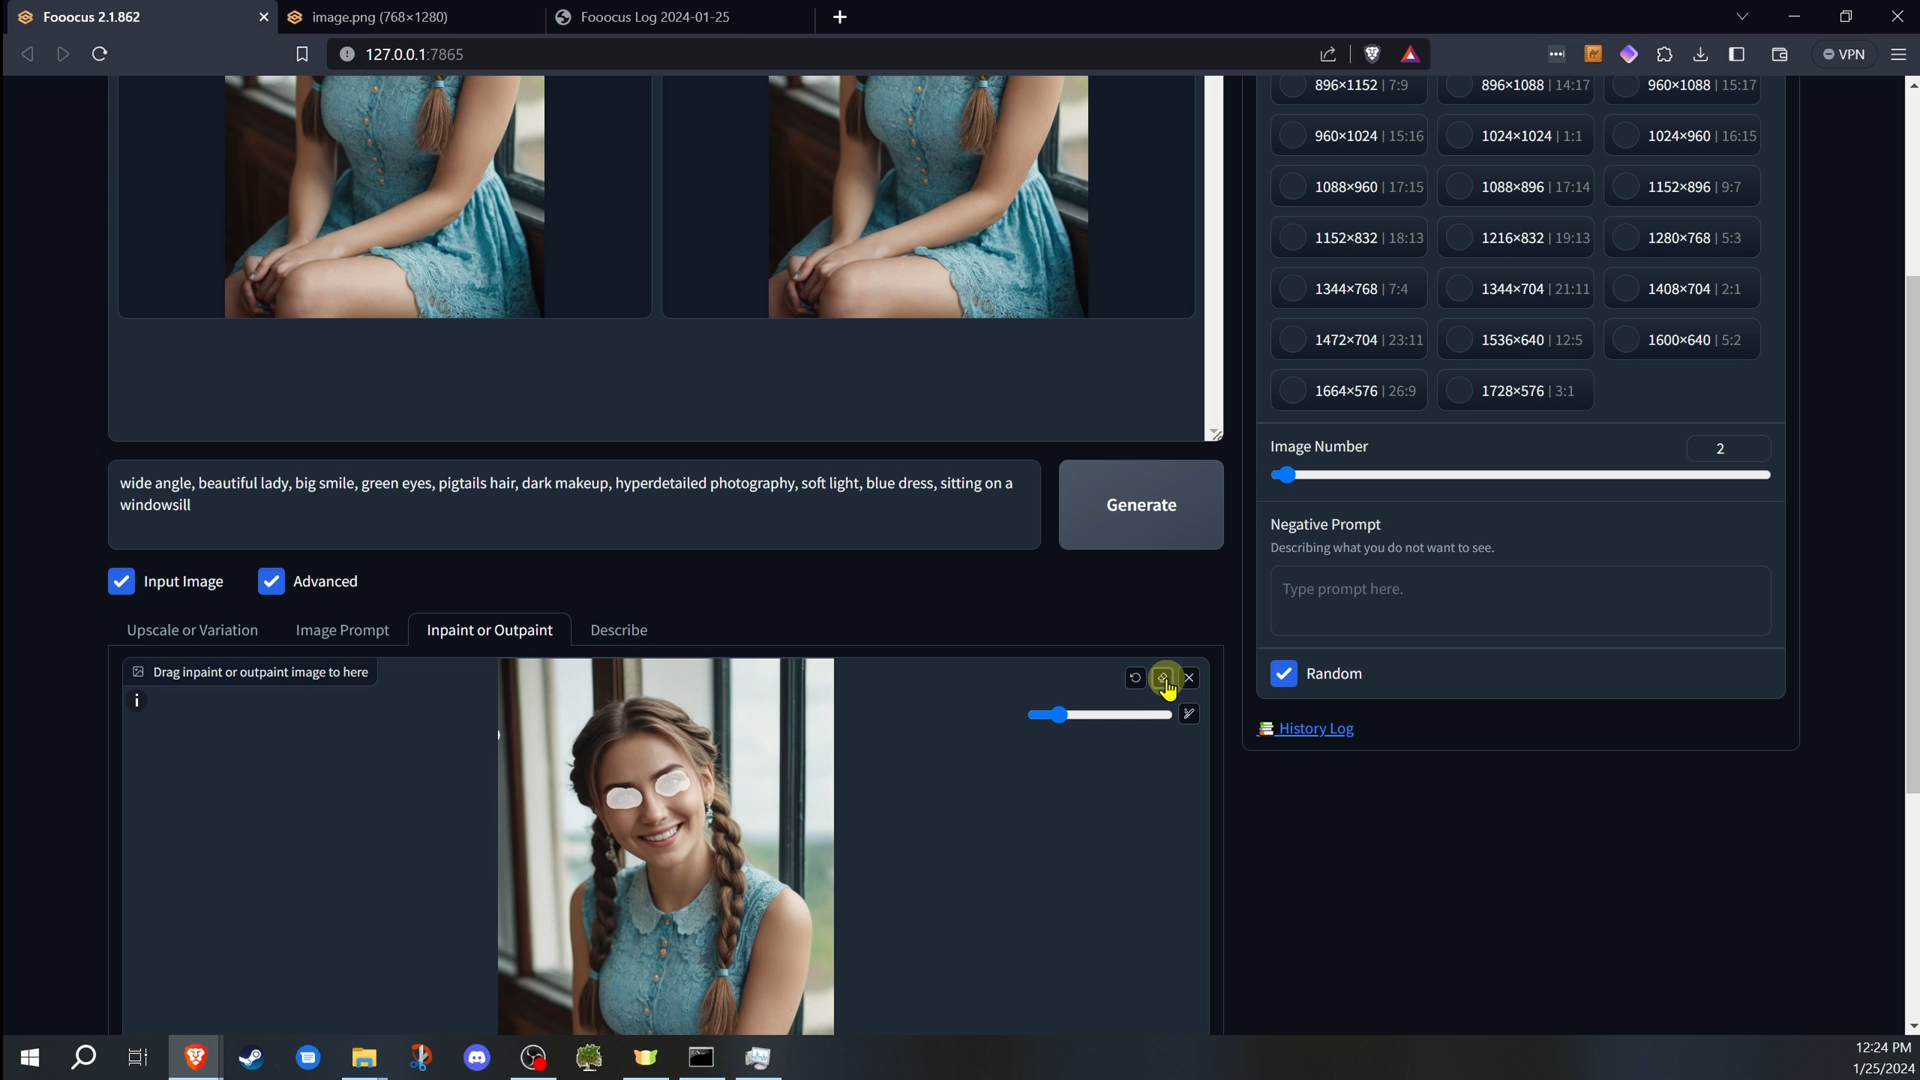 Fooocus 2.1.862
image.png (768×1280)
Fooocus Log 2024-01-25
127.0.0.1:7865
VPN
896×1152 | 7:9
896×1088 | 14:17
960×1088 | 15:17
960×1024 | 15:16
1024×1024 | 1:1
1024×960 | 16:15
1088×960 | 17:15
1088×896 | 17:14
1152×896 | 9:7
1152×832 | 18:13
1216×832 | 19:13
1280×768 | 5:3
1344×768 | 7:4
1344×704 | 21:11
1408×704 | 2:1
1472×704 | 23:11
1536×640 | 12:5
1600×640 | 5:2
1664×576 | 26:9
1728×576 | 3:1
Image Number
2
wide angle, beautiful lady, big smile, green eyes, pigtails hair, dark makeup, hyperdetailed photography, soft light, blue dress, sitting on a
windowsill
Generate
Negative Prompt
Describing what you do not want to see.
Type prompt here.
Input Image
Advanced
Upscale or Variation
Image Prompt
Inpaint or Outpaint
Describe
Drag inpaint or outpaint image to here
Random
History Log
12:24 PM
1/25/2024